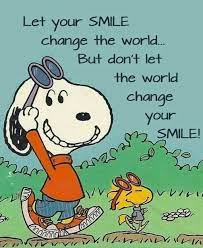 Let your SMILE
change the world...
But don't let
the world
change
your
SMILE!